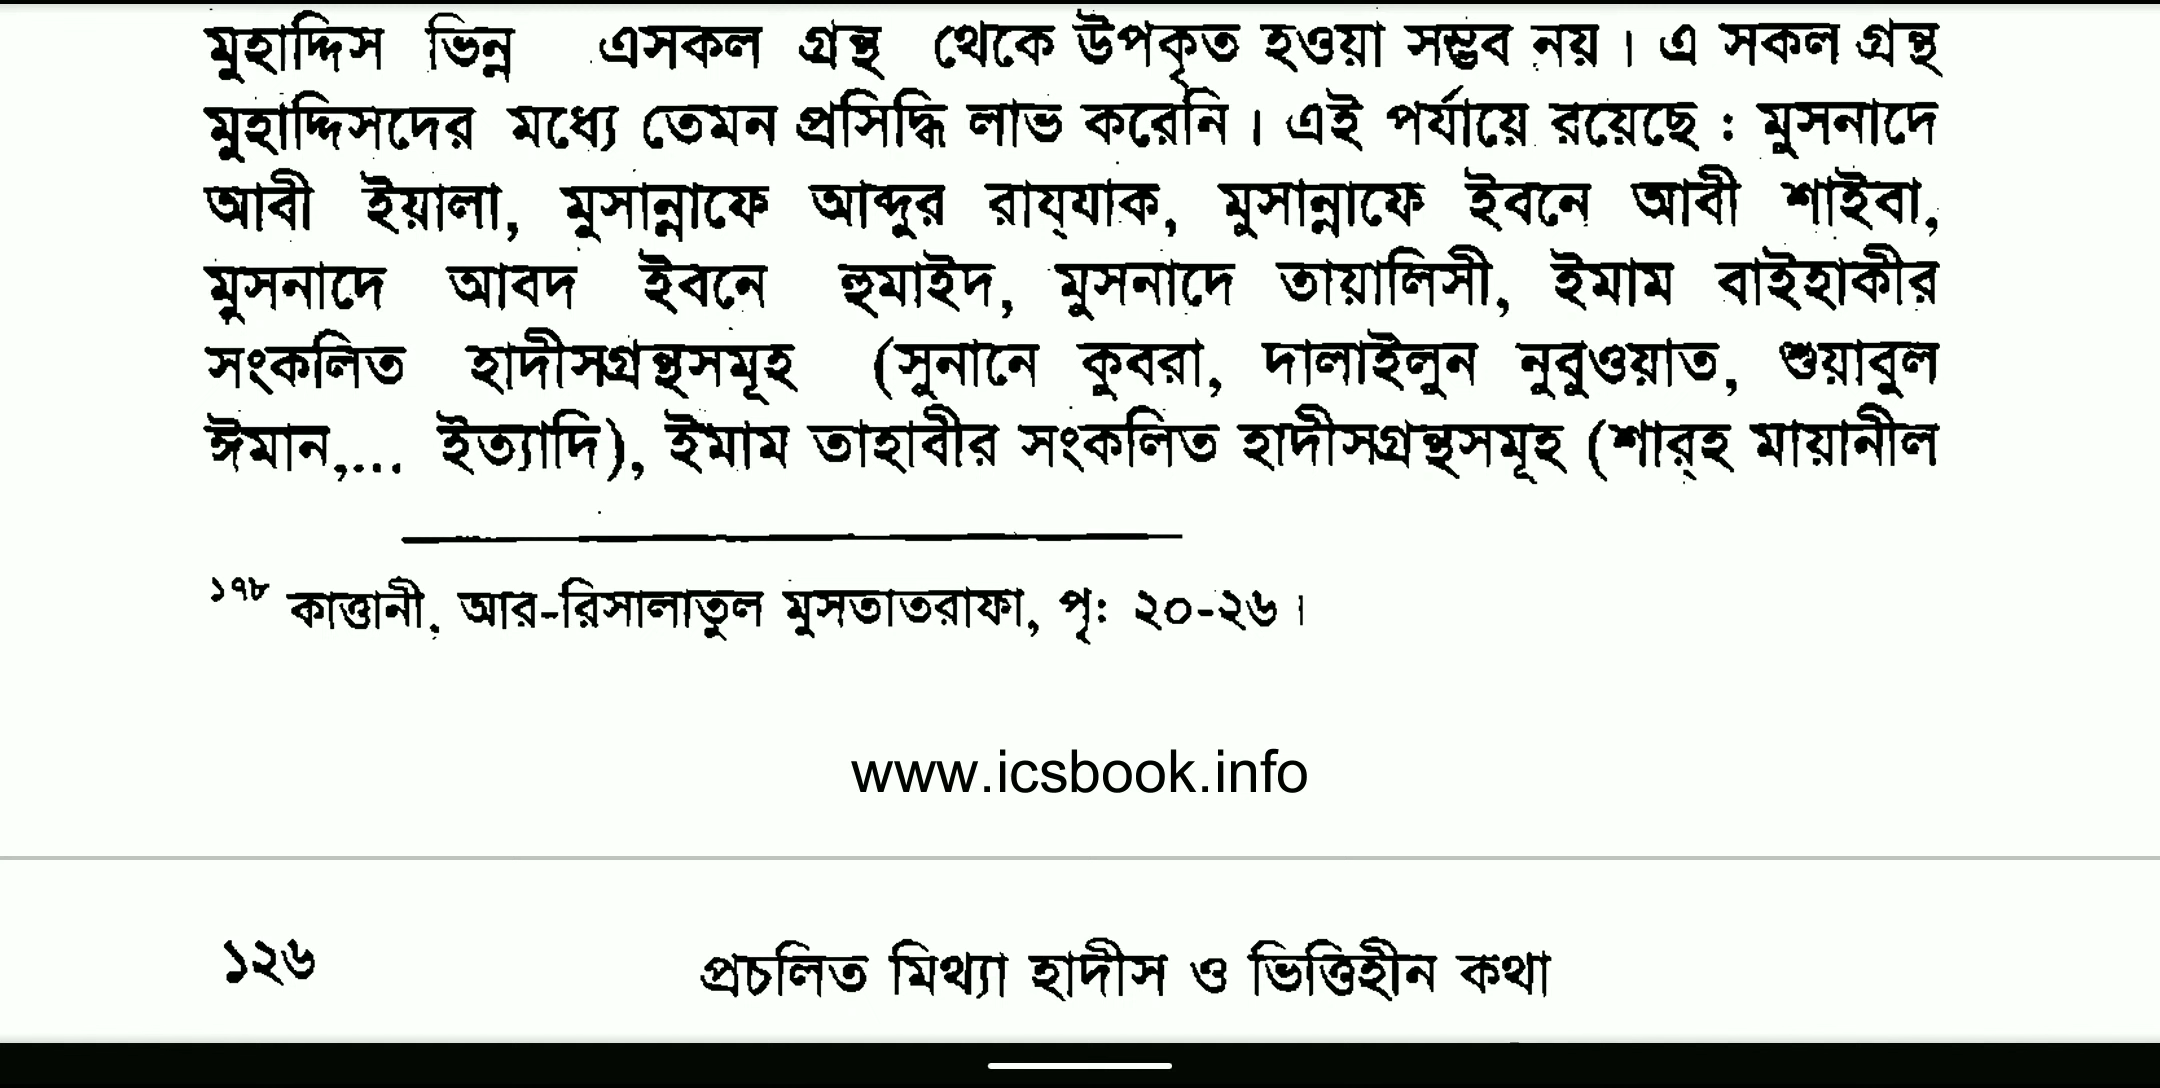 মুহাদ্দিস ভিন্ন এসকল গ্রন্থ থেকে উপকৃত হওয়া সম্ভব নয়। এ সকল গ্রন্থ
মুহাদ্দিসদের মধ্যে তেমন প্রসিদ্ধি লাভ করেনি। এই পর্যায়ে রয়েছে : মুসনাদে
আবী ইয়ালা, মুসান্নাফে আব্দুর রায্‌যাক, মুসান্নাফে ইবনে আবী শাইবা,
মুসনাদে আবদ ইবনে হুমাইদ, মুসনাদে তায়ালিসী, ইমাম বাইহাকীর
সংকলিত হাদীসগ্রন্থসমূহ (সুনানে কুবরা, দালাইলুন নুবুওয়াত, শুয়াবুল
ঈমান,... ইত্যাদি), ইমাম তাহাবীর সংকলিত হাদীসগ্রন্থসমূহ (শার্‌হ মায়ানীল
১৭৮ কাত্তানী, আর-রিসালাতুল মুসতাতরাফা, পৃঃ ২০-২৬।
www.icsbook.info
১২৬ প্রচলিত মিথ্যা হাদীস ও ভিত্তিহীন কথা